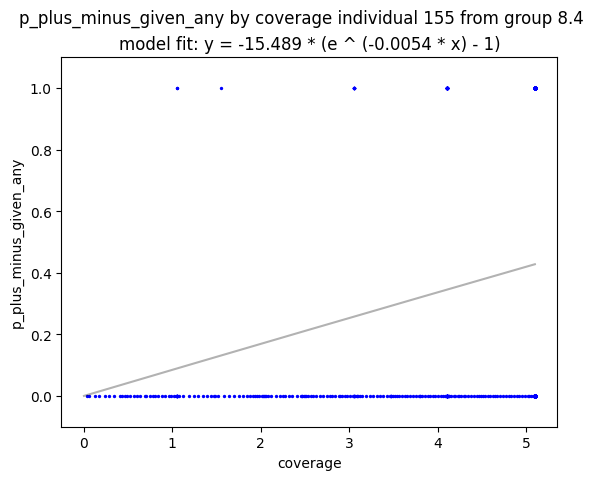 p_plus_minus_given_any by coverage individual 155 from group 8.4
model fit: y = -15.489 * (e ^ (-0.0054 * x) - 1)
1.0
0.8
0.6
0.4
0.2
0.0
p_plus_minus_given_any
0 1 2 3 4 5
coverage